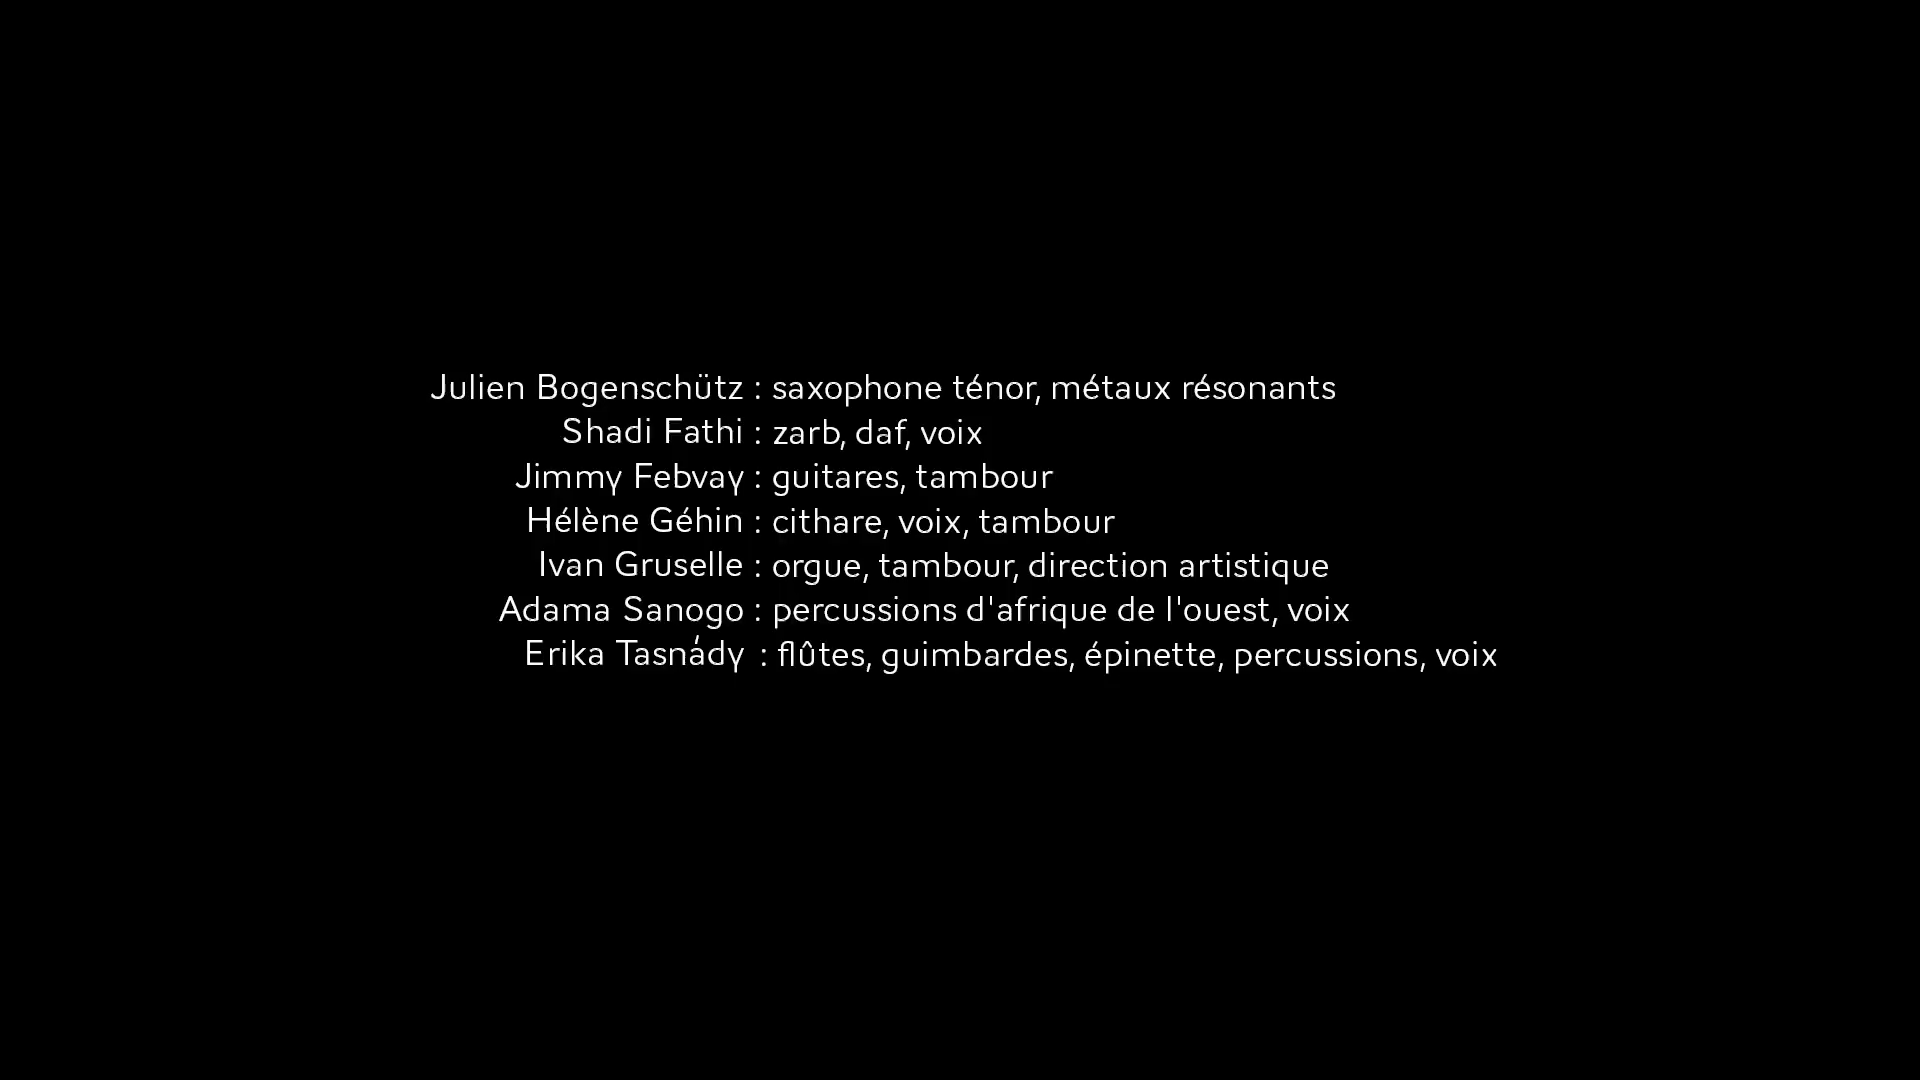 Julien Bogenschütz : saxophone ténor, métaux résonants
Shadi Fathi : zarb, daf, voix
Jimmy Febvay : guitares, tambour
Hélène Géhin : cithare, voix, tambour
Ivan Gruselle : orgue, tambour, direction artistique
Adama Sanogo : percussions d'afrique de l'ouest, voix
Erika Tasnády : flûtes, guimbardes, épinette, percussions, voix